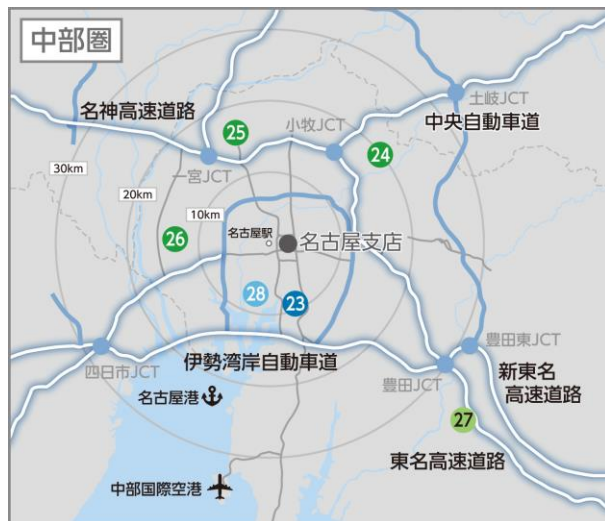 中部圏
土岐JCT
名神高速道路
中央自動車道
小牧JCT
25
24
一宮JCT
30km
20km
10km
26
名古屋駅
名古屋支店
28
23
伊勢湾岸自動車道
四日市JCT
豊田東JCT
豊田JCT
新東名
高速道路
名古屋港
27
東名高速道路
中部国際空港